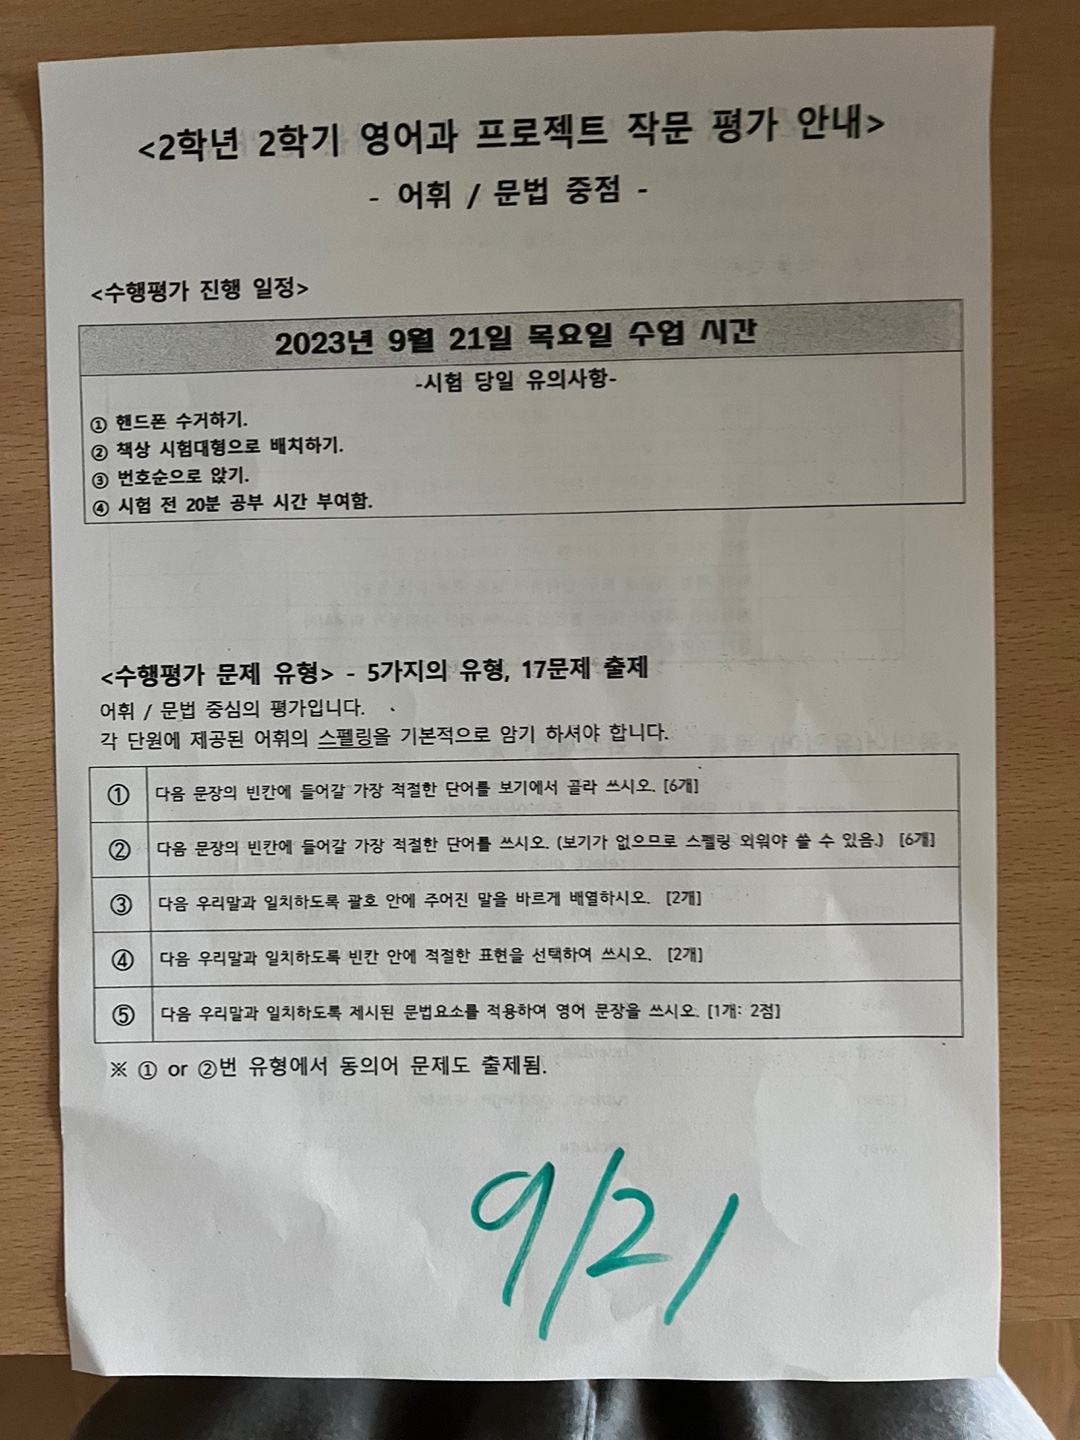 <2학년 2학기 영어과 프로젝트 작문 평가 안내>
- 어휘 / 문법 중점 -
<수행평가 진행 일정>
2023년 9월 21일 목요일 수업 시간
-시험 당일 유의사항-
① 핸드폰 수거하기.
② 책상 시험대형으로 배치하기.
③ 번호순으로 앉기.
④ 시험 전 20분 공부 시간 부여함.
<수행평가 문제 유형> - 5가지의 유형, 17문제 출제
어휘 / 문법 중심의 평가입니다.
각 단원에 제공된 어휘의 스펠링을 기본적으로 암기 하셔야 합니다.
① 다음 문장의 빈칸에 들어갈 가장 적절한 단어를 보기에서 골라 쓰시오. [6개]
② 다음 문장의 빈칸에 들어갈 가장 적절한 단어를 쓰시오. (보기가 없으므로 스펠링 외워야 쓸 수 있음.) [6개]
③ 다음 우리말과 일치하도록 괄호 안에 주어진 말을 바르게 배열하시오. [2개]
④ 다음 우리말과 일치하도록 빈칸 안에 적절한 표현을 선택하여 쓰시오. [2개]
⑤ 다음 우리말과 일치하도록 제시된 문법요소를 적용하여 영어 문장을 쓰시오. [1개: 2점]
※ ① or ②번 유형에서 동의어 문제도 출제됨.
9/21